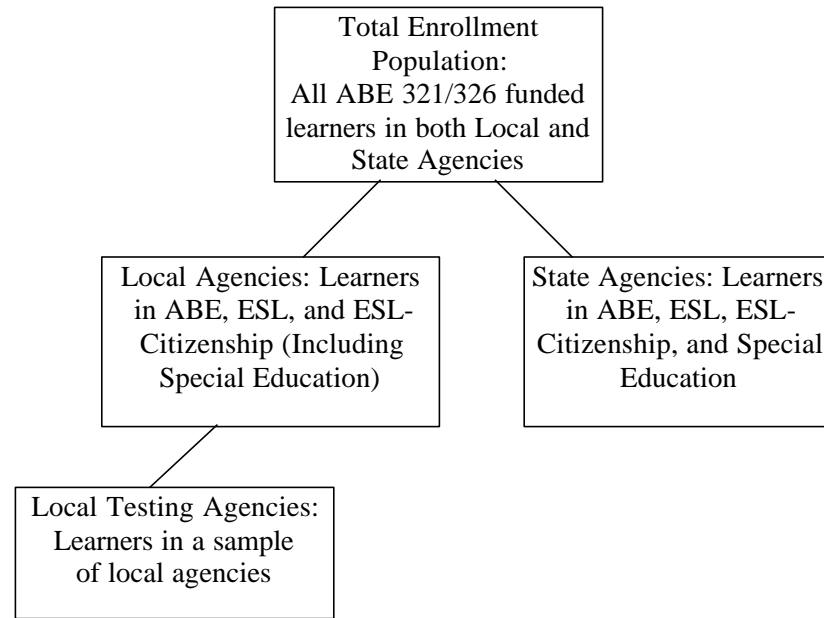 Total Enrollment
Population:
All ABE 321/326 funded
learners in both Local and
State Agencies
Local Agencies: Learners
in ABE, ESL, and ESL-
Citizenship (Including
Special Education)
State Agencies: Learners
in ABE, ESL, ESL-
Citizenship, and Special
Education
Local Testing Agencies:
Learners in a sample
of local agencies